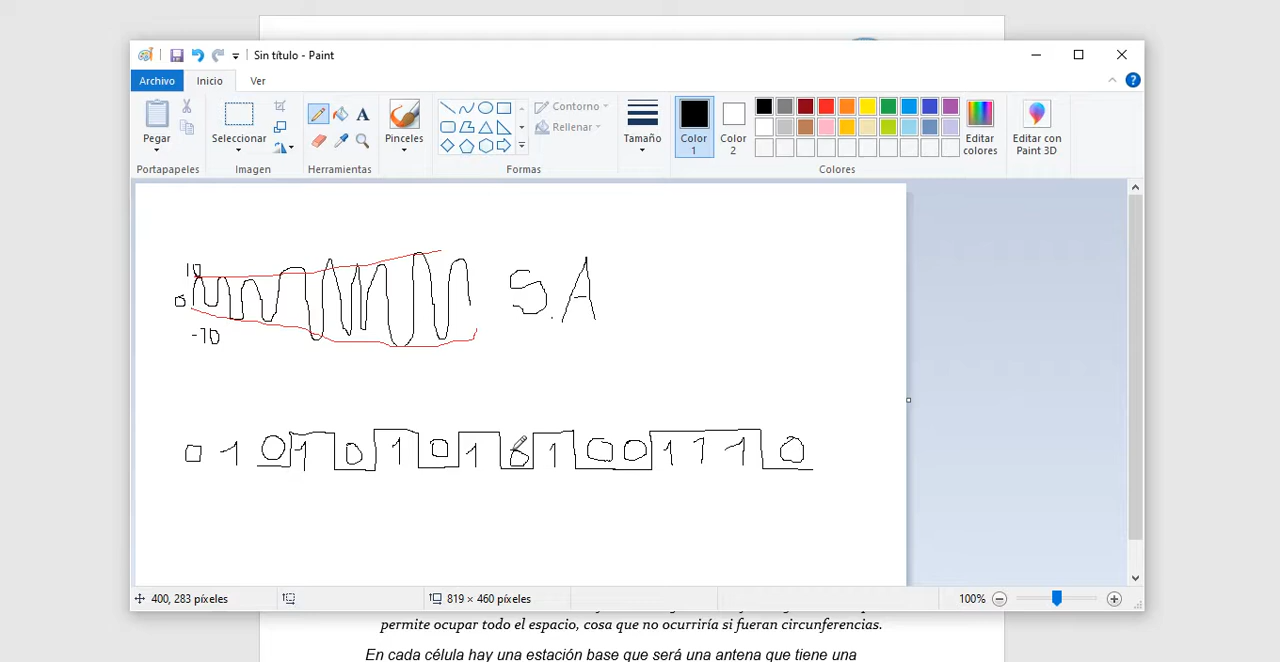 Sin título - Paint
Archivo Inicio Ver
Pegar
Seleccionar
Pinceles
Contorno
Rellenar
Tamaño
Color 1
Color 2
Editar colores
Editar con Paint 3D
Portapapeles Imagen Herramientas Formas Colores
10
0
-10
S.A
0 1 0 1 0 1 0 1 0 1 0 0 1 1 1 0
400, 283 píxeles 819 × 460 píxeles 100%
permite ocupar todo el espacio, cosa que no ocurriría si fueran circunferencias.
En cada célula hay una estación base que será una antena que tiene una